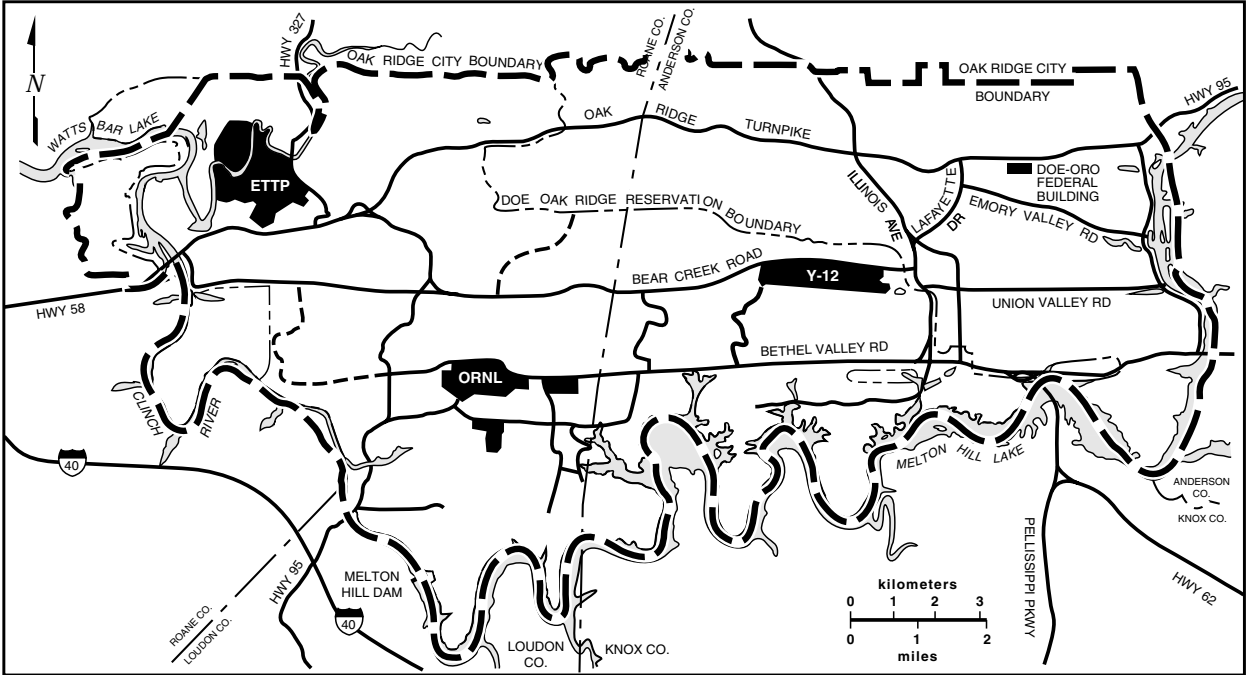 HWY 327
ROANE CO.
ANDERSON CO.
OAK RIDGE CITY BOUNDARY
OAK RIDGE CITY
BOUNDARY
N
HWY 95
WATTS BAR LAKE
OAK RIDGE TURNPIKE
ETTP
DOE-ORO
FEDERAL
BUILDING
ILLINOIS AVE
LAFAYETTE
DR
EMORY VALLEY RD
DOE OAK RIDGE RESERVATION BOUNDARY
BEAR CREEK ROAD
Y-12
HWY 58
UNION VALLEY RD
BETHEL VALLEY RD
ORNL
CLINCH
RIVER
40
MELTON HILL LAKE
ANDERSON
CO.
KNOX CO.
PELLISSIPPI PKWY
HWY 62
HWY 95
MELTON
HILL DAM
kilometers
0 1 2 3
0 1 2
miles
40
ROANE CO.
LOUDON CO.
LOUDON
CO.
KNOX CO.